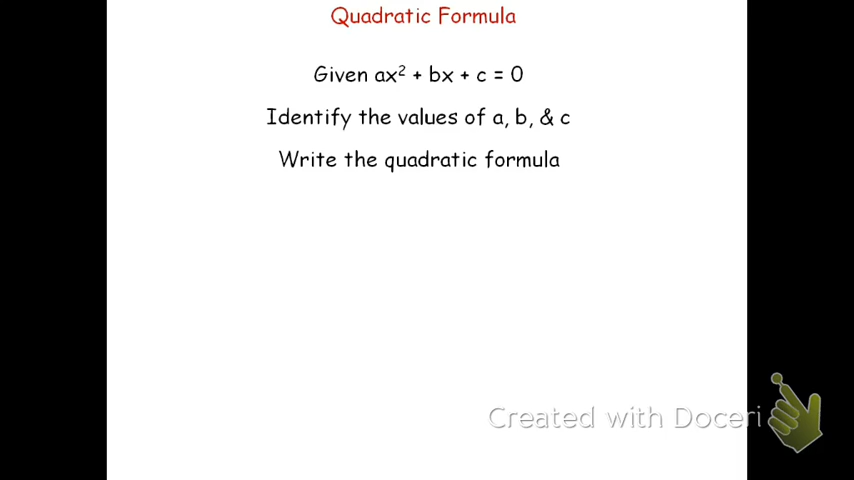 Quadratic Formula
Given ax² + bx + c = 0
Identify the values of a, b, & c
Write the quadratic formula
Created with Doceri